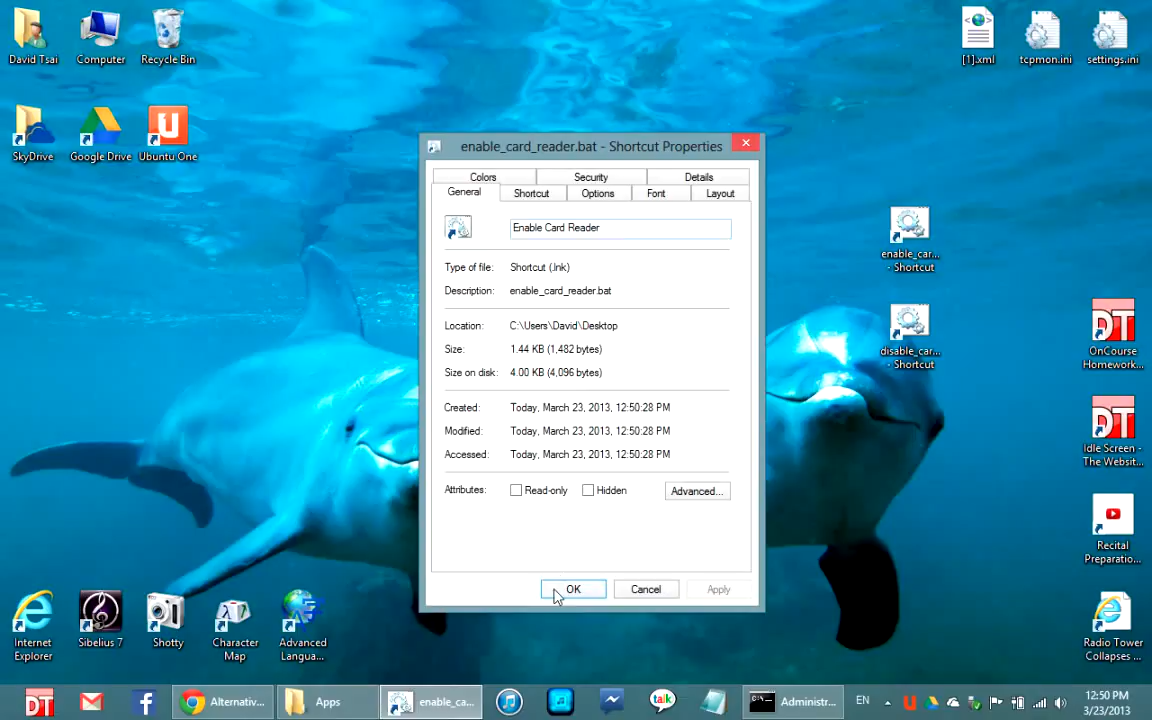 David Tsai
Computer
Recycle Bin
[1].xml
tcpmon.ini
settings.ini
SkyDrive
Google Drive
Ubuntu One
enable_card_reader.bat - Shortcut Properties
Colors
Security
Details
General
Shortcut
Options
Font
Layout
Enable Card Reader
Type of file:
Shortcut (.lnk)
Description:
enable_card_reader.bat
Location:
C:\Users\David\Desktop
Size:
1.44 KB (1,482 bytes)
Size on disk:
4.00 KB (4,096 bytes)
Created:
Today, March 23, 2013, 12:50:28 PM
Modified:
Today, March 23, 2013, 12:50:28 PM
Accessed:
Today, March 23, 2013, 12:50:28 PM
Attributes:
Read-only
Hidden
Advanced...
OK
Cancel
Apply
enable_car...
- Shortcut
disable_car...
- Shortcut
DT
OnCourse
Homework...
DT
Idle Screen -
The Websit...
Recital
Preparatio...
Radio Tower
Collapses ...
Internet
Explorer
Sibelius 7
Shotty
Character
Map
Advanced
Langua...
DT
Alternativ...
Apps
enable_ca...
talk
Administr...
EN
12:50 PM
3/23/2013